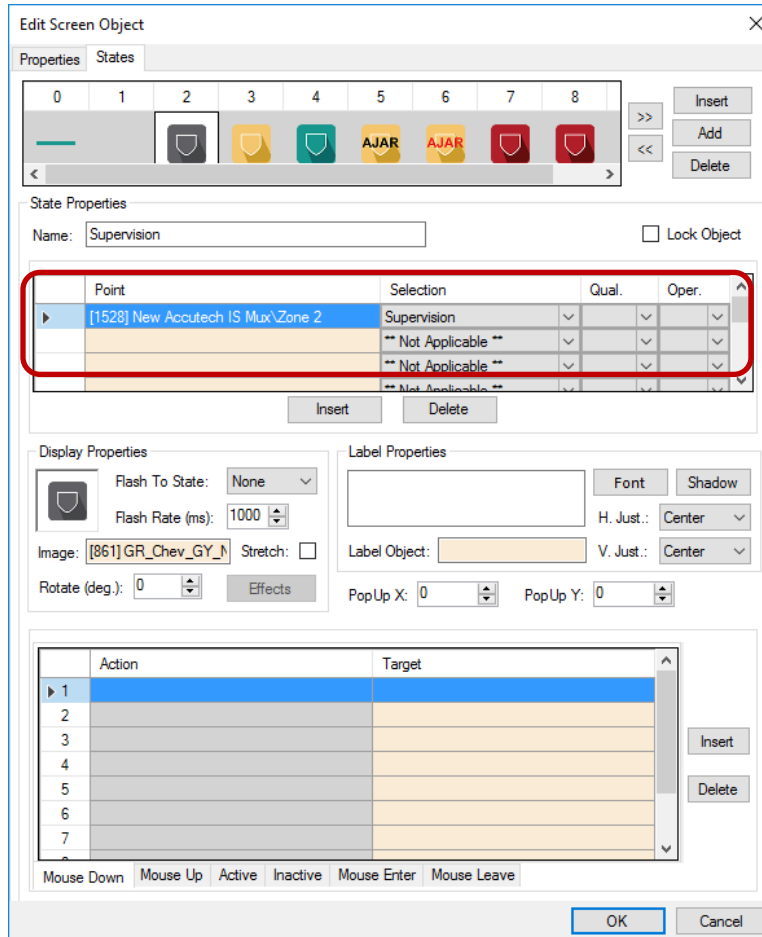 Edit Screen Object
Properties States
0 1 2 3 4 5 6 7 8
AJAR AJAR
>>
<<
Insert
Add
Delete
State Properties
Name: Supervision
Lock Object
Point Selection Qual. Oper.
[1528] New Accutech IS Mux\Zone 2 Supervision
** Not Applicable **
** Not Applicable **
** Not Applicable **
Insert Delete
Display Properties
Flash To State: None
Flash Rate (ms): 1000
Image: [861] GR_Chev_GY_N Stretch:
Rotate (deg.): 0 Effects
Label Properties
Font Shadow
H. Just.: Center
Label Object: V. Just.: Center
PopUp X: 0 PopUp Y: 0
Action Target
1
2
3
4
5
6
7
Insert
Delete
Mouse Down Mouse Up Active Inactive Mouse Enter Mouse Leave
OK Cancel